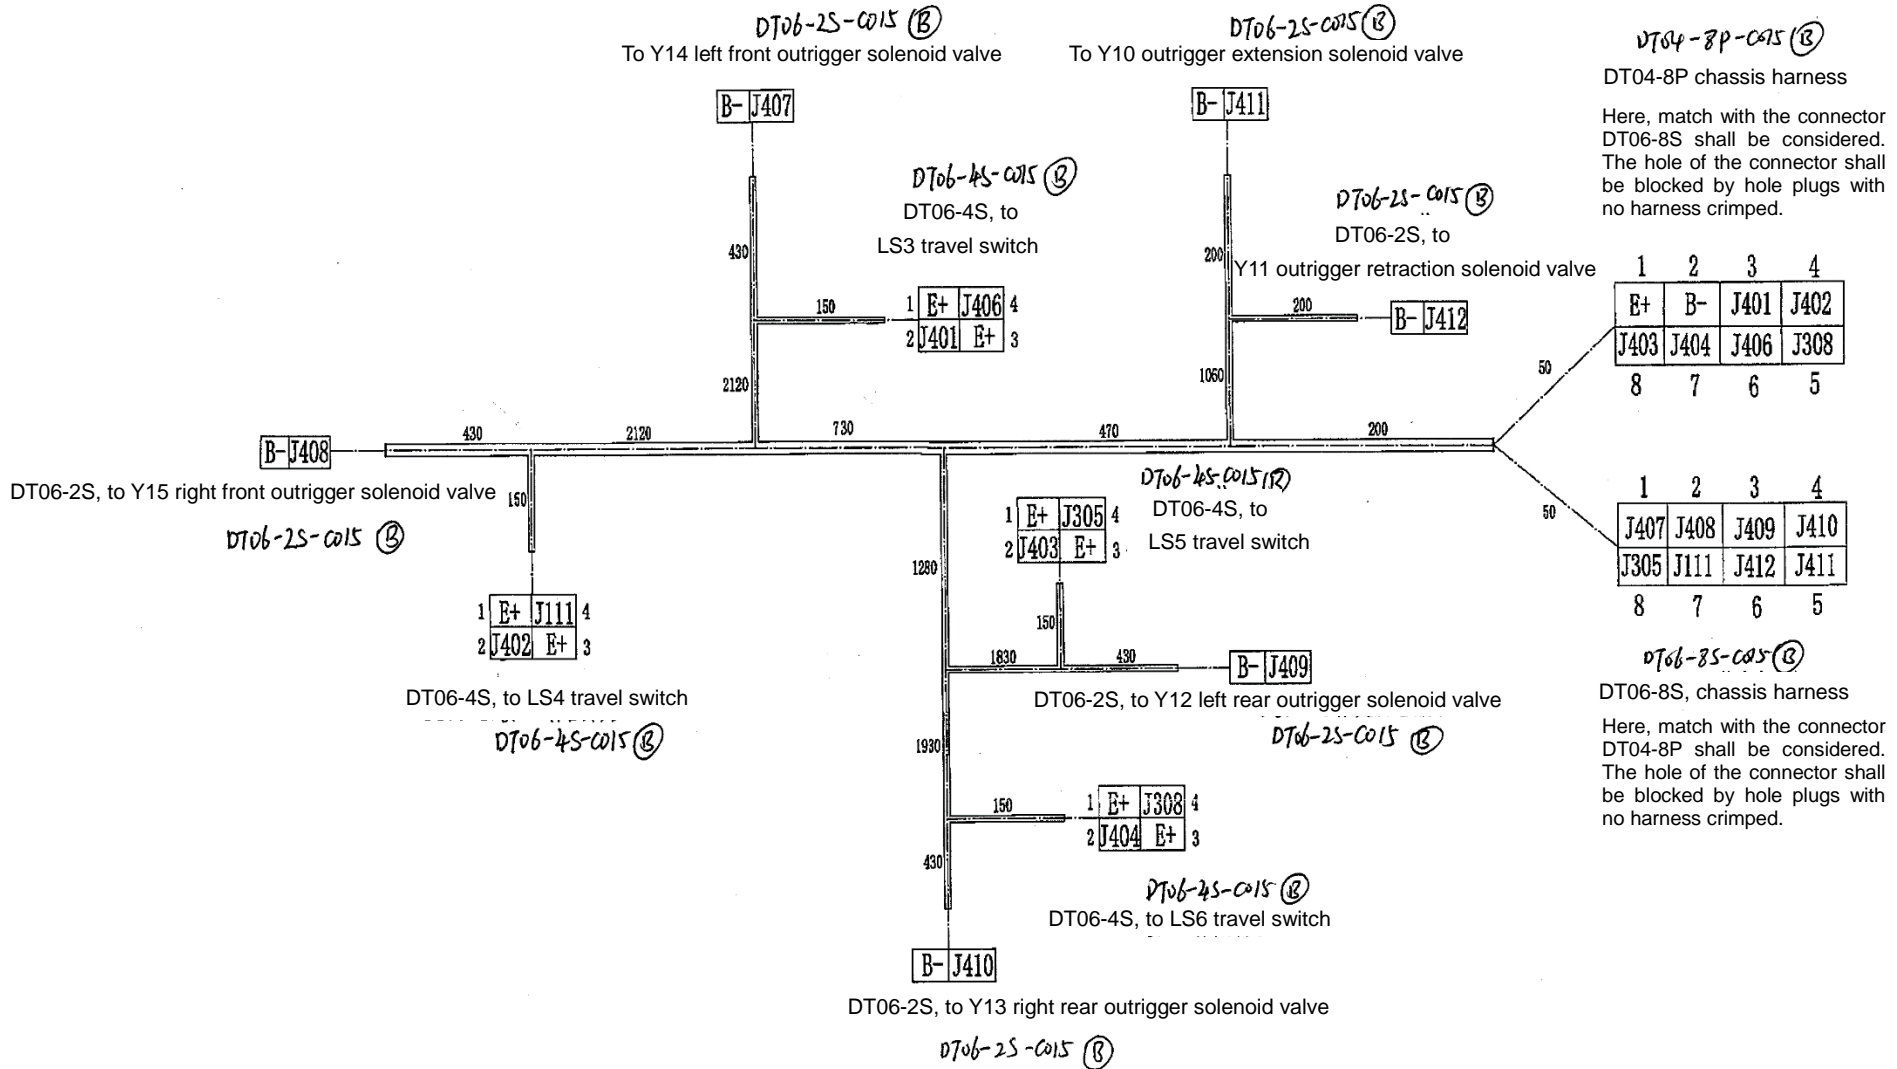 DT06-2S-C015 (B)
To Y14 left front outrigger solenoid valve
B- J407
DT06-2S-C015 (B)
To Y10 outrigger extension solenoid valve
B- J411
DT04-8P-C015 (B)
DT04-8P chassis harness
Here, match with the connector
DT06-8S shall be considered.
The hole of the connector shall
be blocked by hole plugs with
no harness crimped.
DT06-4S-C015 (B)
DT06-4S, to
LS3 travel switch
430
150
1 E+ J406 4
2 J401 E+ 3
2120
DT06-2S-C015 (B)
DT06-2S, to
Y11 outrigger retraction solenoid valve
200
200
B- J412
1060
1 2 3 4
E+ B- J401 J402
J403 J404 J406 J308
8 7 6 5
50
430 2120 730 470 200
B- J408
DT06-2S, to Y15 right front outrigger solenoid valve
DT06-2S-C015 (B)
150
1 E+ J111 4
2 J402 E+ 3
DT06-4S, to LS4 travel switch
DT06-4S-C015 (B)
DT06-4S-C015 (B)
DT06-4S, to
LS5 travel switch
1 E+ J305 4
2 J403 E+ 3
1280
150
1830 430
B- J409
DT06-2S, to Y12 left rear outrigger solenoid valve
DT06-2S-C015 (B)
50
1 2 3 4
J407 J408 J409 J410
J305 J111 J412 J411
8 7 6 5
DT06-8S-C015 (B)
DT06-8S, chassis harness
Here, match with the connector
DT04-8P shall be considered.
The hole of the connector shall
be blocked by hole plugs with
no harness crimped.
1930
150
1 E+ J308 4
2 J404 E+ 3
430
DT06-4S-C015 (B)
DT06-4S, to LS6 travel switch
B- J410
DT06-2S, to Y13 right rear outrigger solenoid valve
DT06-2S-C015 (B)